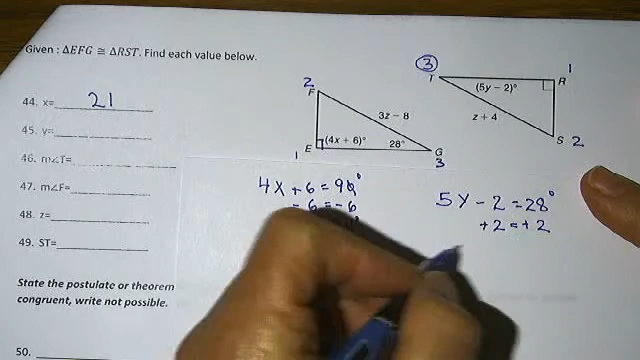 Given : ΔEFG ≅ ΔRST. Find each value below.
44. x= 21
45. y=
46. m∠T=
47. m∠F=
48. z=
49. ST=
State the postulate or theorem
congruent, write not possible.
50.
2
F
3z − 8
E
(4x + 6)°
28°
G
1
3
3
T
(5y − 2)°
1
R
z + 4
S 2
4x + 6 = 90°
- 6 = - 6
5y - 2 = 28°
+ 2 = + 2